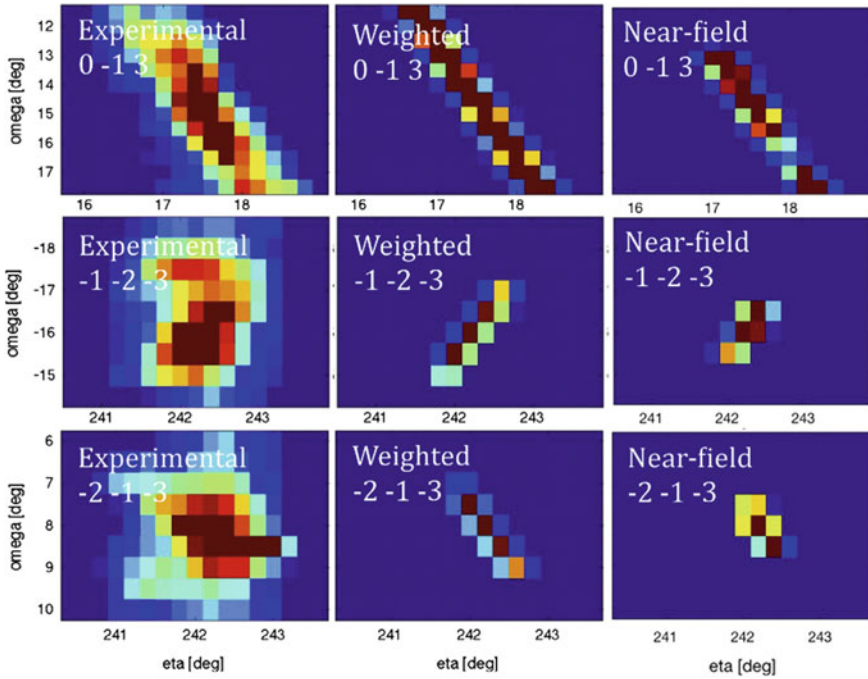 Experimental
0 -1 3
Weighted
0 -1 3
Near-field
0 -1 3
omega [deg]
12
13
14
15
16
17
16 17 18
16 17 18
16 17 18
Experimental
-1 -2 -3
Weighted
-1 -2 -3
Near-field
-1 -2 -3
omega [deg]
-18
-17
-16
-15
241 242 243
241 242 243
241 242 243
Experimental
-2 -1 -3
Weighted
-2 -1 -3
Near-field
-2 -1 -3
omega [deg]
6
7
8
9
10
241 242 243
241 242 243
241 242 243
eta [deg]
eta [deg]
eta [deg]